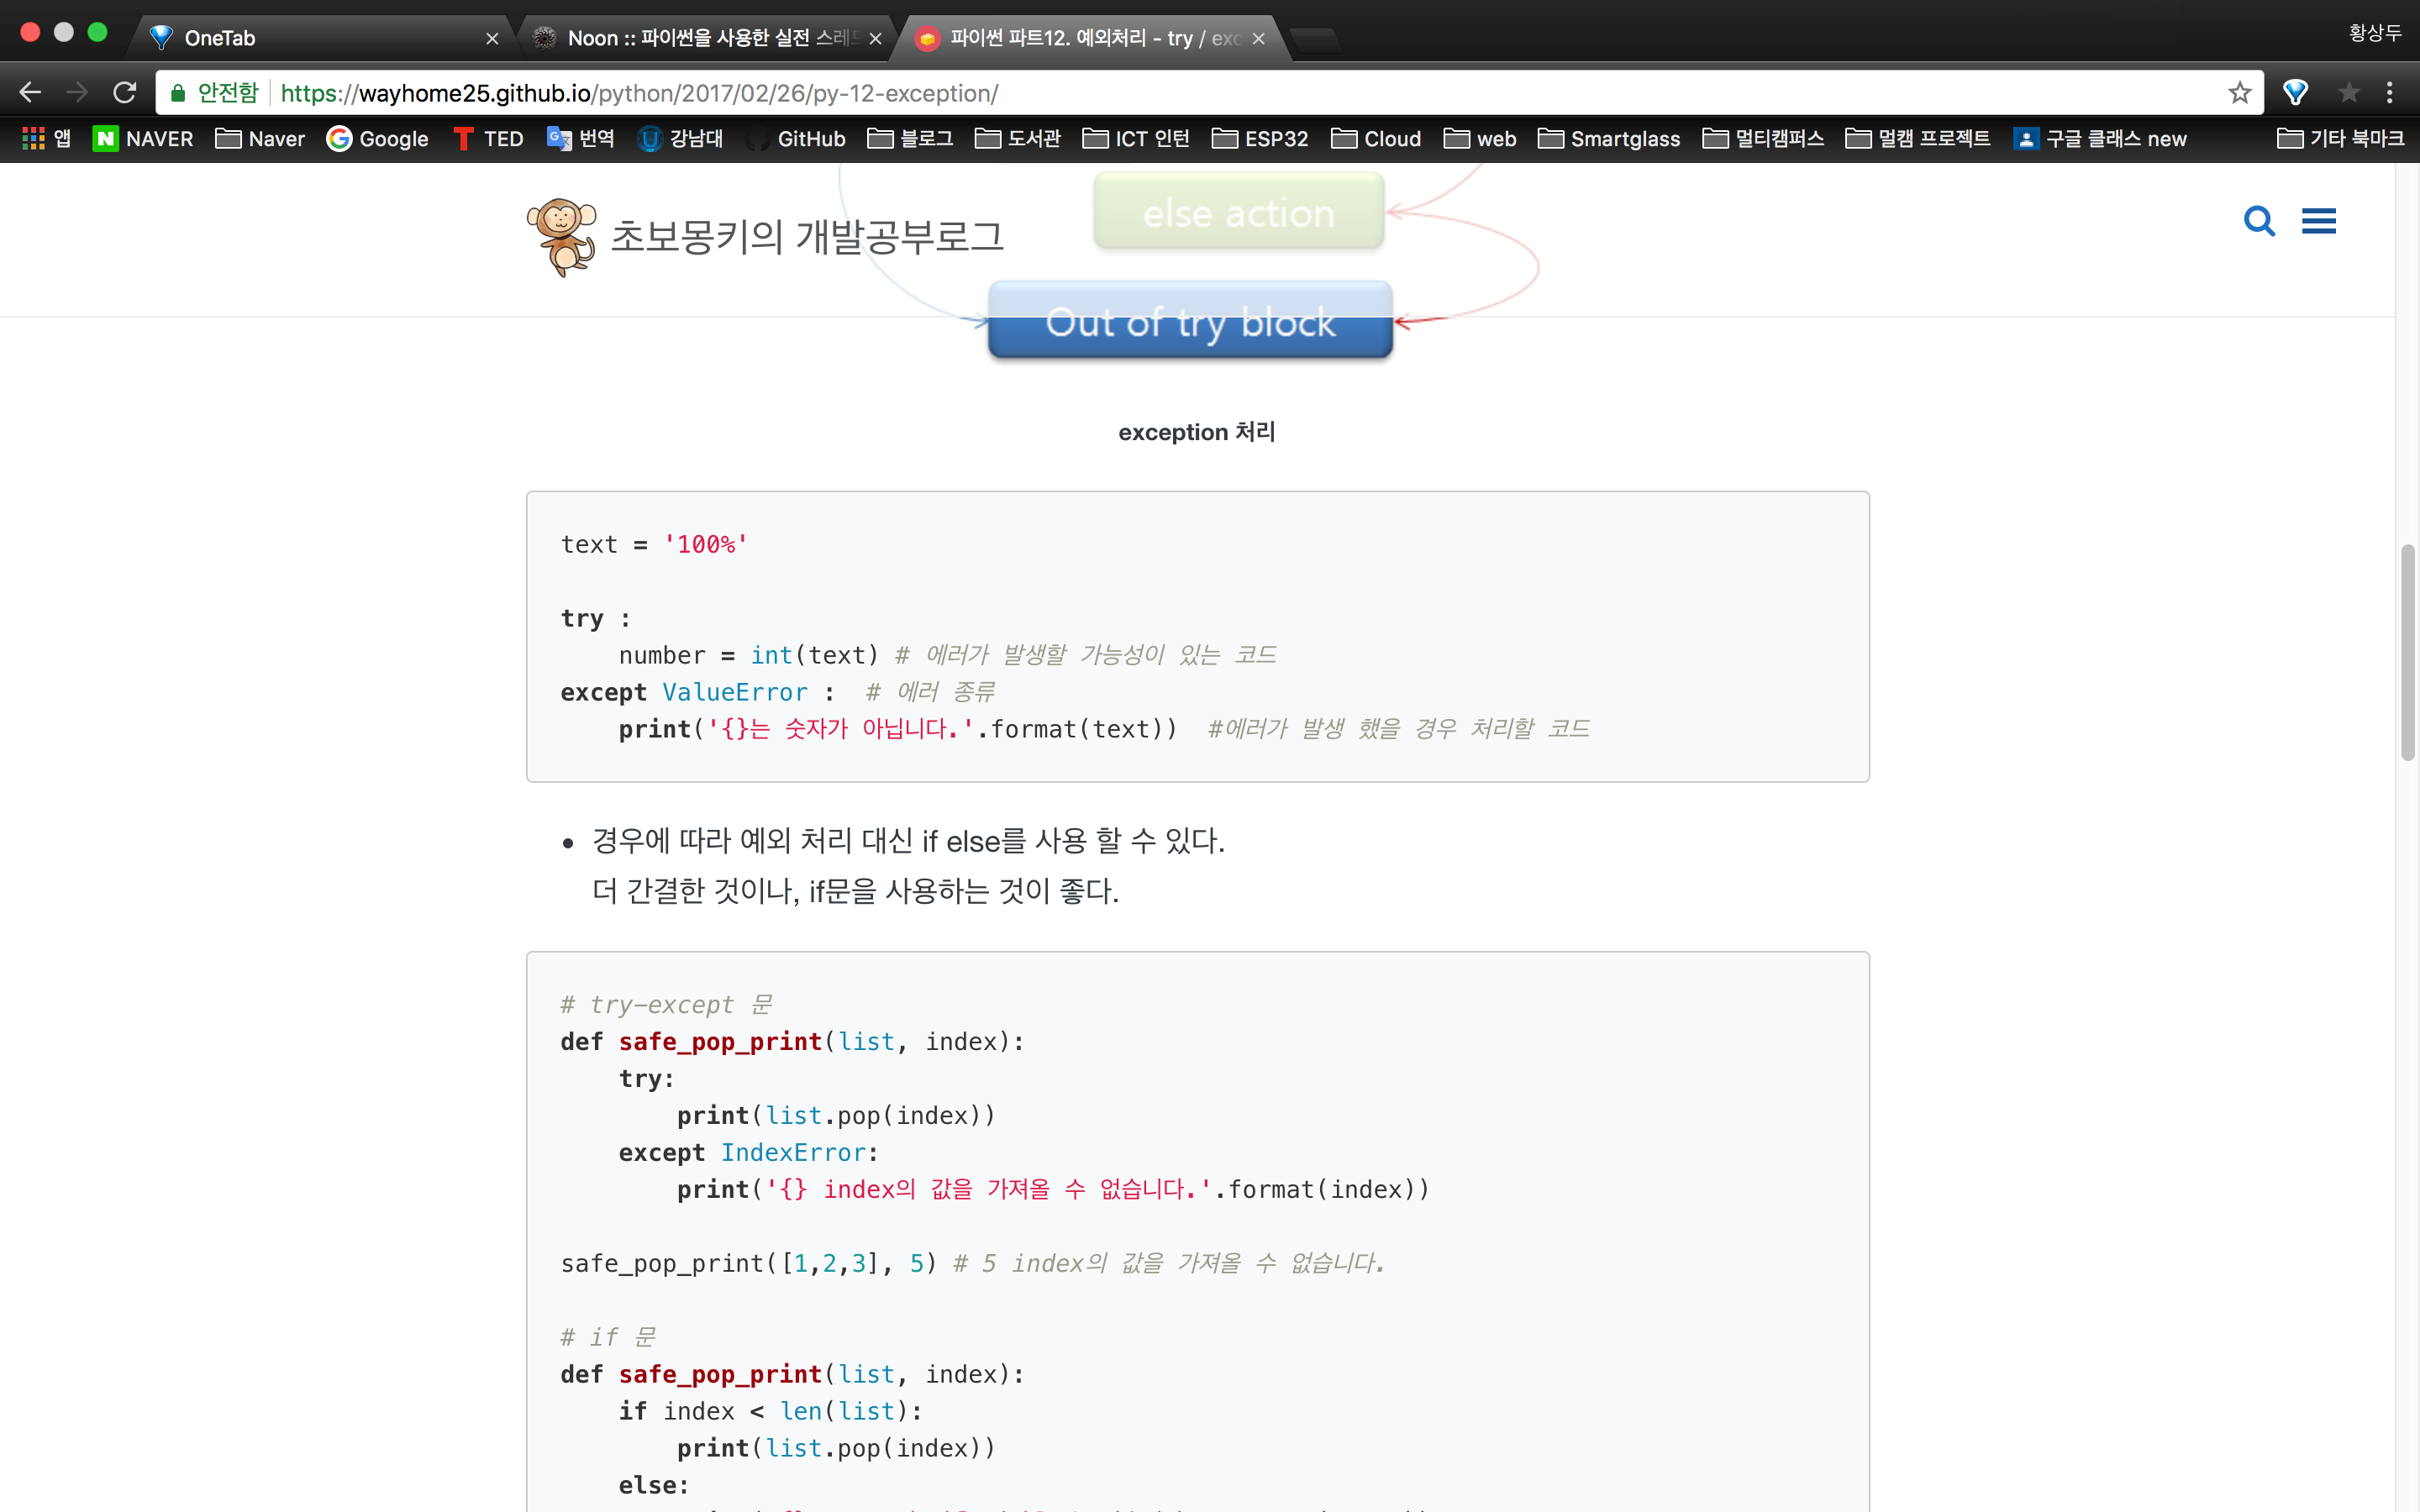 OneTab
Noon :: 파이썬을 사용한 실전 스레드
파이썬 파트12. 예외처리 - try / exc
황상두
안전함 https://wayhome25.github.io/python/2017/02/26/py-12-exception/
앱 NAVER Naver Google TED 번역 강남대 GitHub 블로그 도서관 ICT 인턴 ESP32 Cloud web Smartglass 멀티캠퍼스 멀캠 프로젝트 구글 클래스 new 기타 북마크
else action
초보몽키의 개발공부로그
Out of try block
exception 처리
text = '100%'
try :
    number = int(text) # 에러가 발생할 가능성이 있는 코드
except ValueError :  # 에러 종류
    print('{}는 숫자가 아닙니다.'.format(text))  #에러가 발생 했을 경우 처리할 코드
• 경우에 따라 예외 처리 대신 if else를 사용 할 수 있다.
더 간결한 것이나, if문을 사용하는 것이 좋다.
# try-except 문
def safe_pop_print(list, index):
    try:
        print(list.pop(index))
    except IndexError:
        print('{} index의 값을 가져올 수 없습니다.'.format(index))
safe_pop_print([1,2,3], 5) # 5 index의 값을 가져올 수 없습니다.
# if 문
def safe_pop_print(list, index):
    if index < len(list):
        print(list.pop(index))
    else: